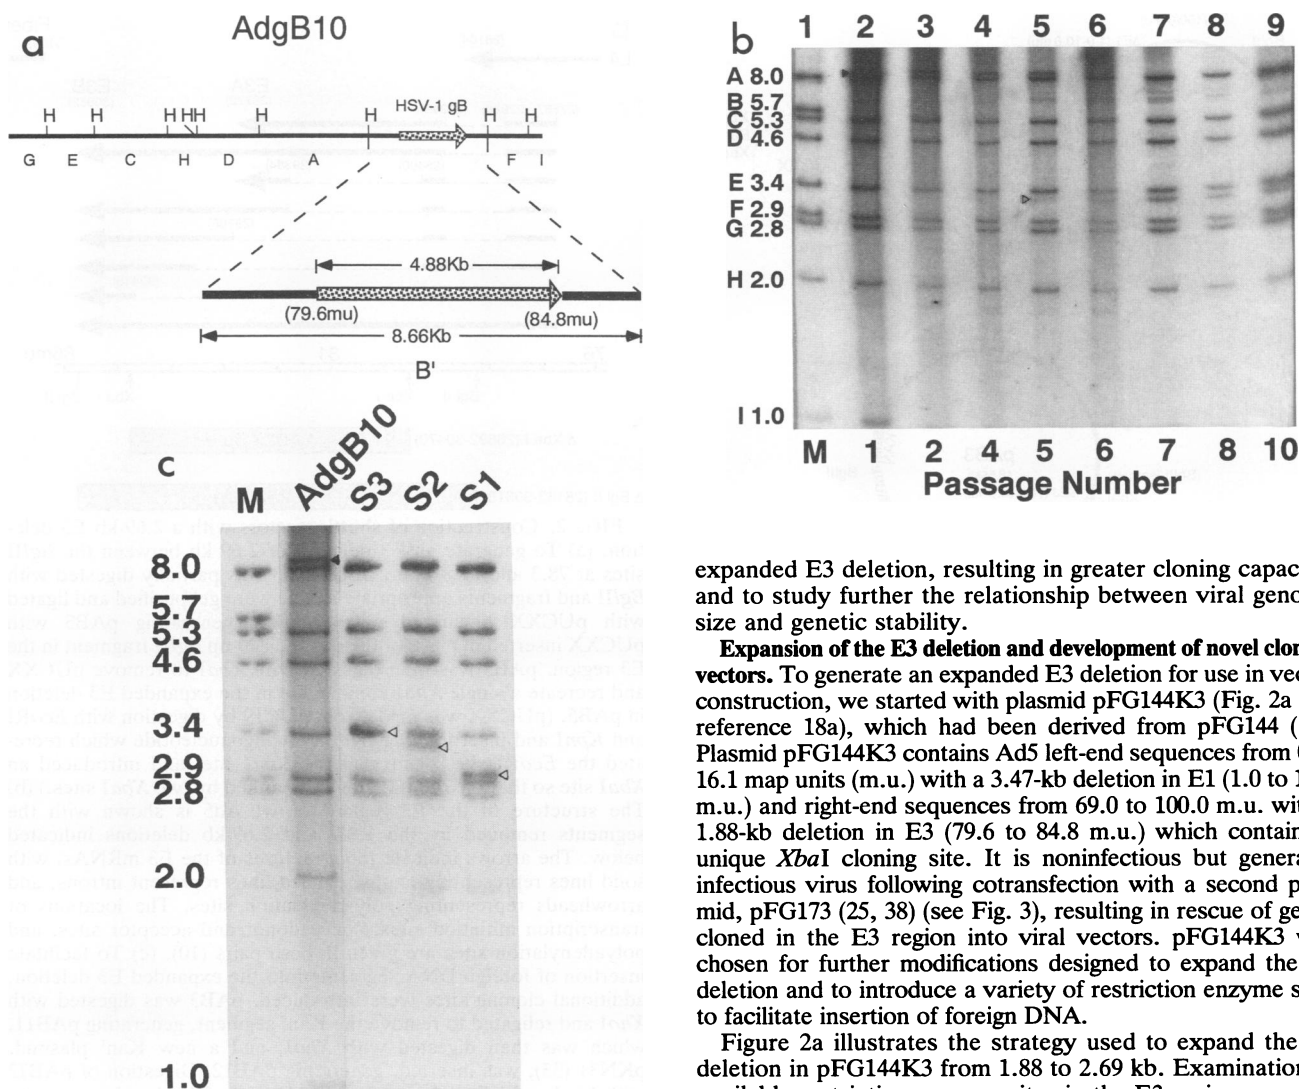 a
AdgB10
H H H HH H H H H
HSV-1 gB
G E C H D A F I
4.88Kb
(79.6mu) (84.8mu)
8.66Kb
B'
b
1 2 3 4 5 6 7 8 9
A 8.0
B 5.7
C 5.3
D 4.6
E 3.4
F 2.9
G 2.8
H 2.0
I 1.0
M 1 2 4 5 6 7 8 10
Passage Number
C
M AdgB10 S3 S2 S1
8.0
5.7
5.3
4.6
3.4
2.9
2.8
2.0
1.0
expanded E3 deletion, resulting in greater cloning capac
and to study further the relationship between viral geno
size and genetic stability.
Expansion of the E3 deletion and development of novel clon
vectors. To generate an expanded E3 deletion for use in vec
construction, we started with plasmid pFG144K3 (Fig. 2a
reference 18a), which had been derived from pFG144 (
Plasmid pFG144K3 contains Ad5 left-end sequences from
16.1 map units (m.u.) with a 3.47-kb deletion in E1 (1.0 to 1
m.u.) and right-end sequences from 69.0 to 100.0 m.u. wit
1.88-kb deletion in E3 (79.6 to 84.8 m.u.) which contain
unique XbaI cloning site. It is noninfectious but genera
infectious virus following cotransfection with a second p
mid, pFG173 (25, 38) (see Fig. 3), resulting in rescue of ge
cloned in the E3 region into viral vectors. pFG144K3 w
chosen for further modifications designed to expand the
deletion and to introduce a variety of restriction enzyme s
to facilitate insertion of foreign DNA.
Figure 2a illustrates the strategy used to expand the
deletion in pFG144K3 from 1.88 to 2.69 kb. Examination